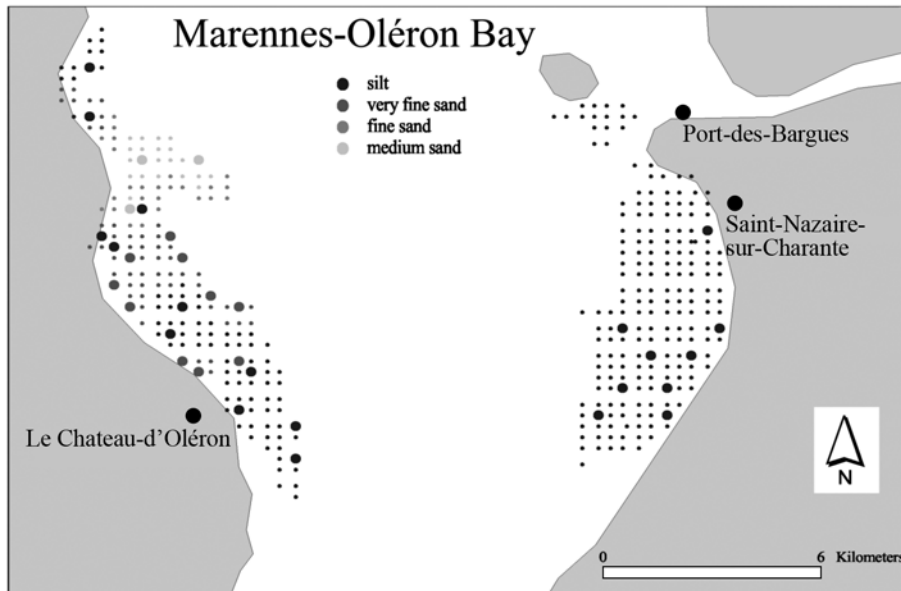 Marennes-Oléron Bay
silt
very fine sand
fine sand
medium sand
Port-des-Bargues
Saint-Nazaire-
sur-Charante
Le Chateau-d’Oléron
N
0 6 Kilometers